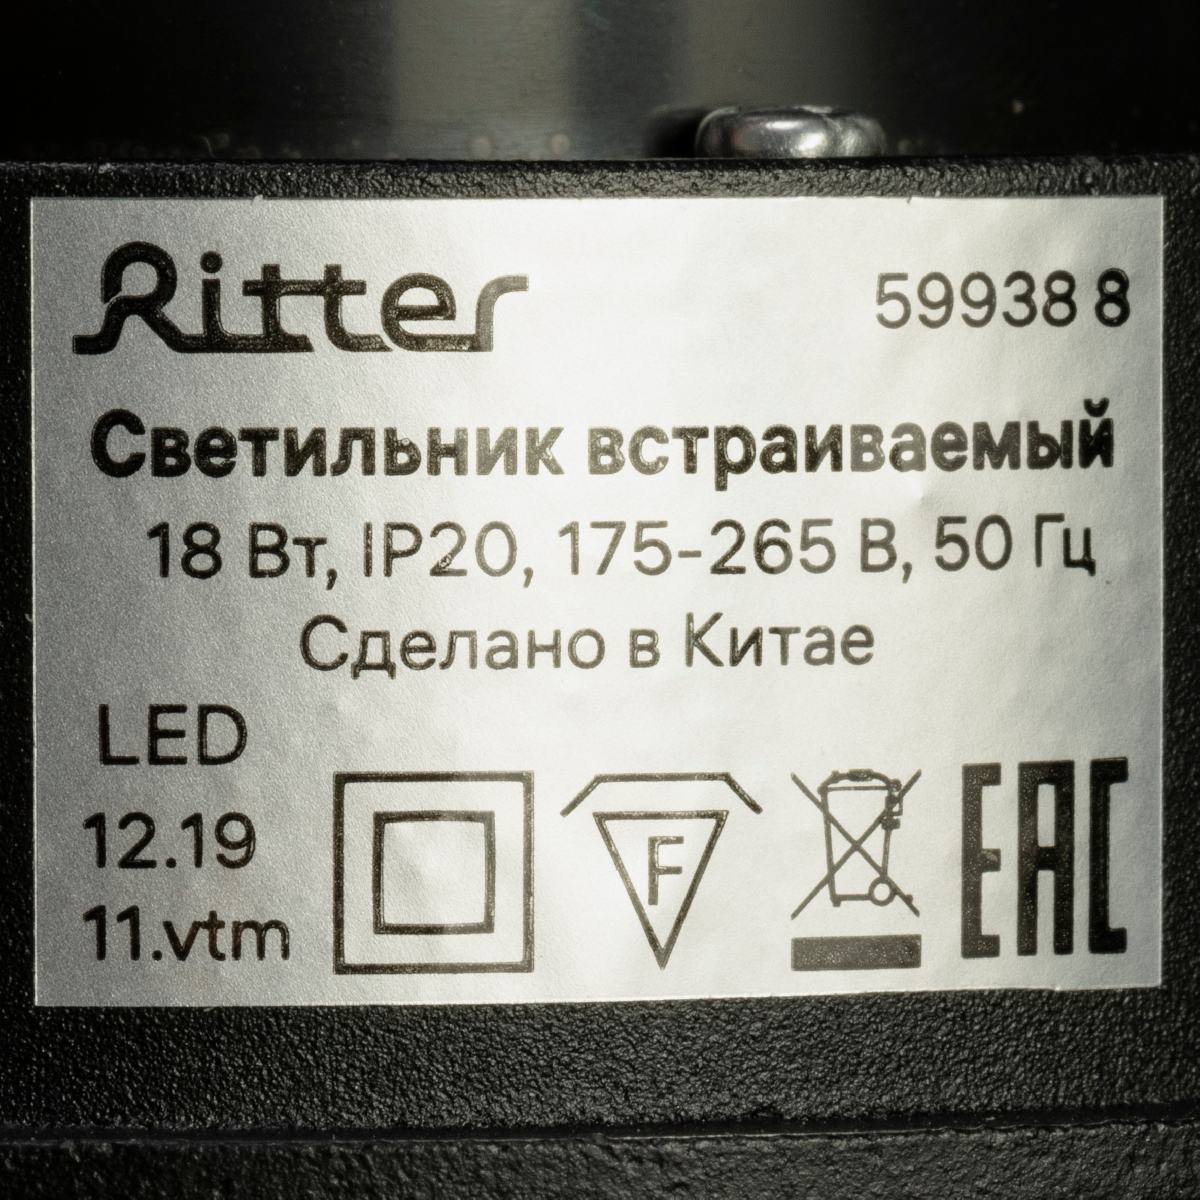 Ritter 59938 8
Светильник встраиваемый
18 Вт, IP20, 175-265 В, 50 Гц
Сделано в Китае
LED
12.19
11.vtm
F
EAC